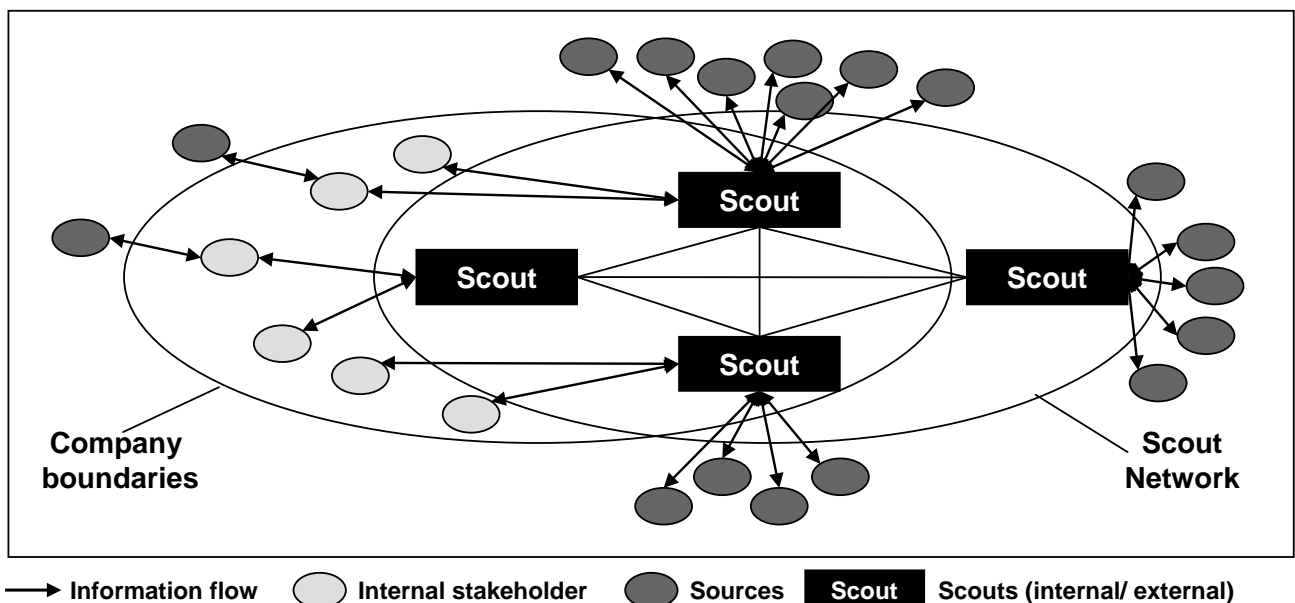 Scout
Scout
Scout
Scout
Company
boundaries
Scout
Network
Information flow
Internal stakeholder
Sources
Scout
Scouts (internal/ external)